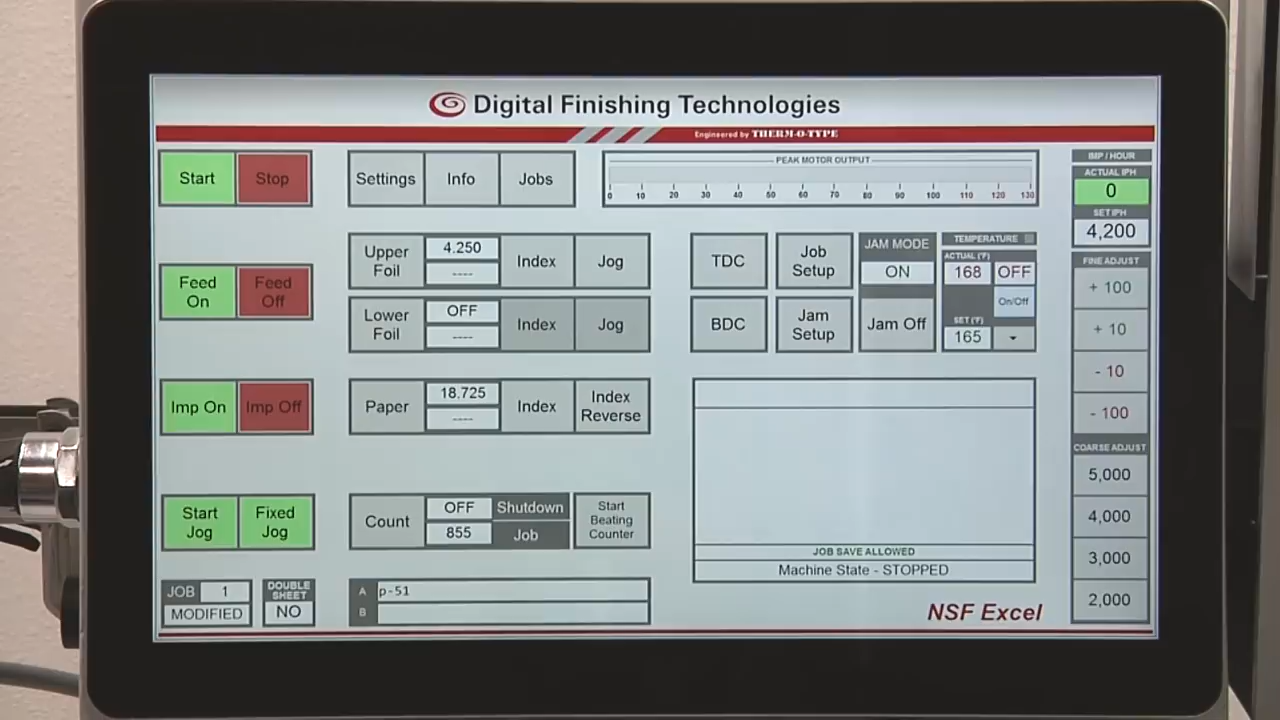 Digital Finishing Technologies
Engineered by THERM-O-TYPE
Start Stop
Settings Info Jobs
PEAK MOTOR OUTPUT
0 10 20 30 40 50 60 70 80 90 100 110 120 130
IMP / HOUR
ACTUAL IPH
0
SET IPH
4,200
Feed On Feed Off
Upper Foil 4.250 ---- Index Jog
Lower Foil OFF ---- Index Jog
TDC Job Setup JAM MODE ON
BDC Jam Setup Jam Off
TEMPERATURE
ACTUAL (°F)
168 OFF
On/Off
SET (°F)
165
FINE ADJUST
+ 100
+ 10
- 10
- 100
Imp On Imp Off
Paper 18.725 ---- Index Index Reverse
COARSE ADJUST
5,000
4,000
3,000
2,000
Start Jog Fixed Jog
Count OFF Shutdown
855 Job
Start Beating Counter
JOB SAVE ALLOWED
Machine State - STOPPED
JOB 1
MODIFIED
DOUBLE SHEET
NO
A p-51
B
NSF Excel